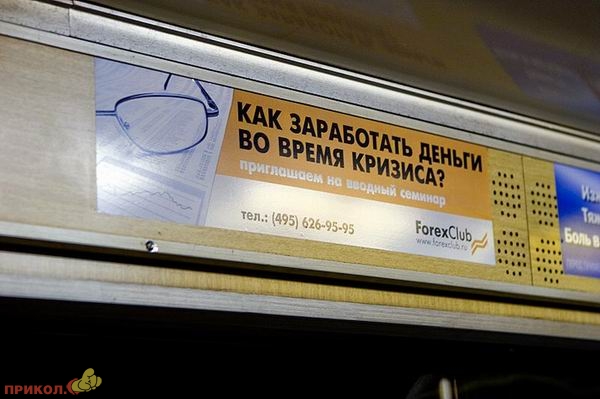 КАК ЗАРАБОТАТЬ ДЕНЬГИ
ВО ВРЕМЯ КРИЗИСА?
приглашаем на вводный семинар
тел.: (495) 626-95-95
ForexClub
www.forexclub.ru
Боль в
ПРИКОЛ.